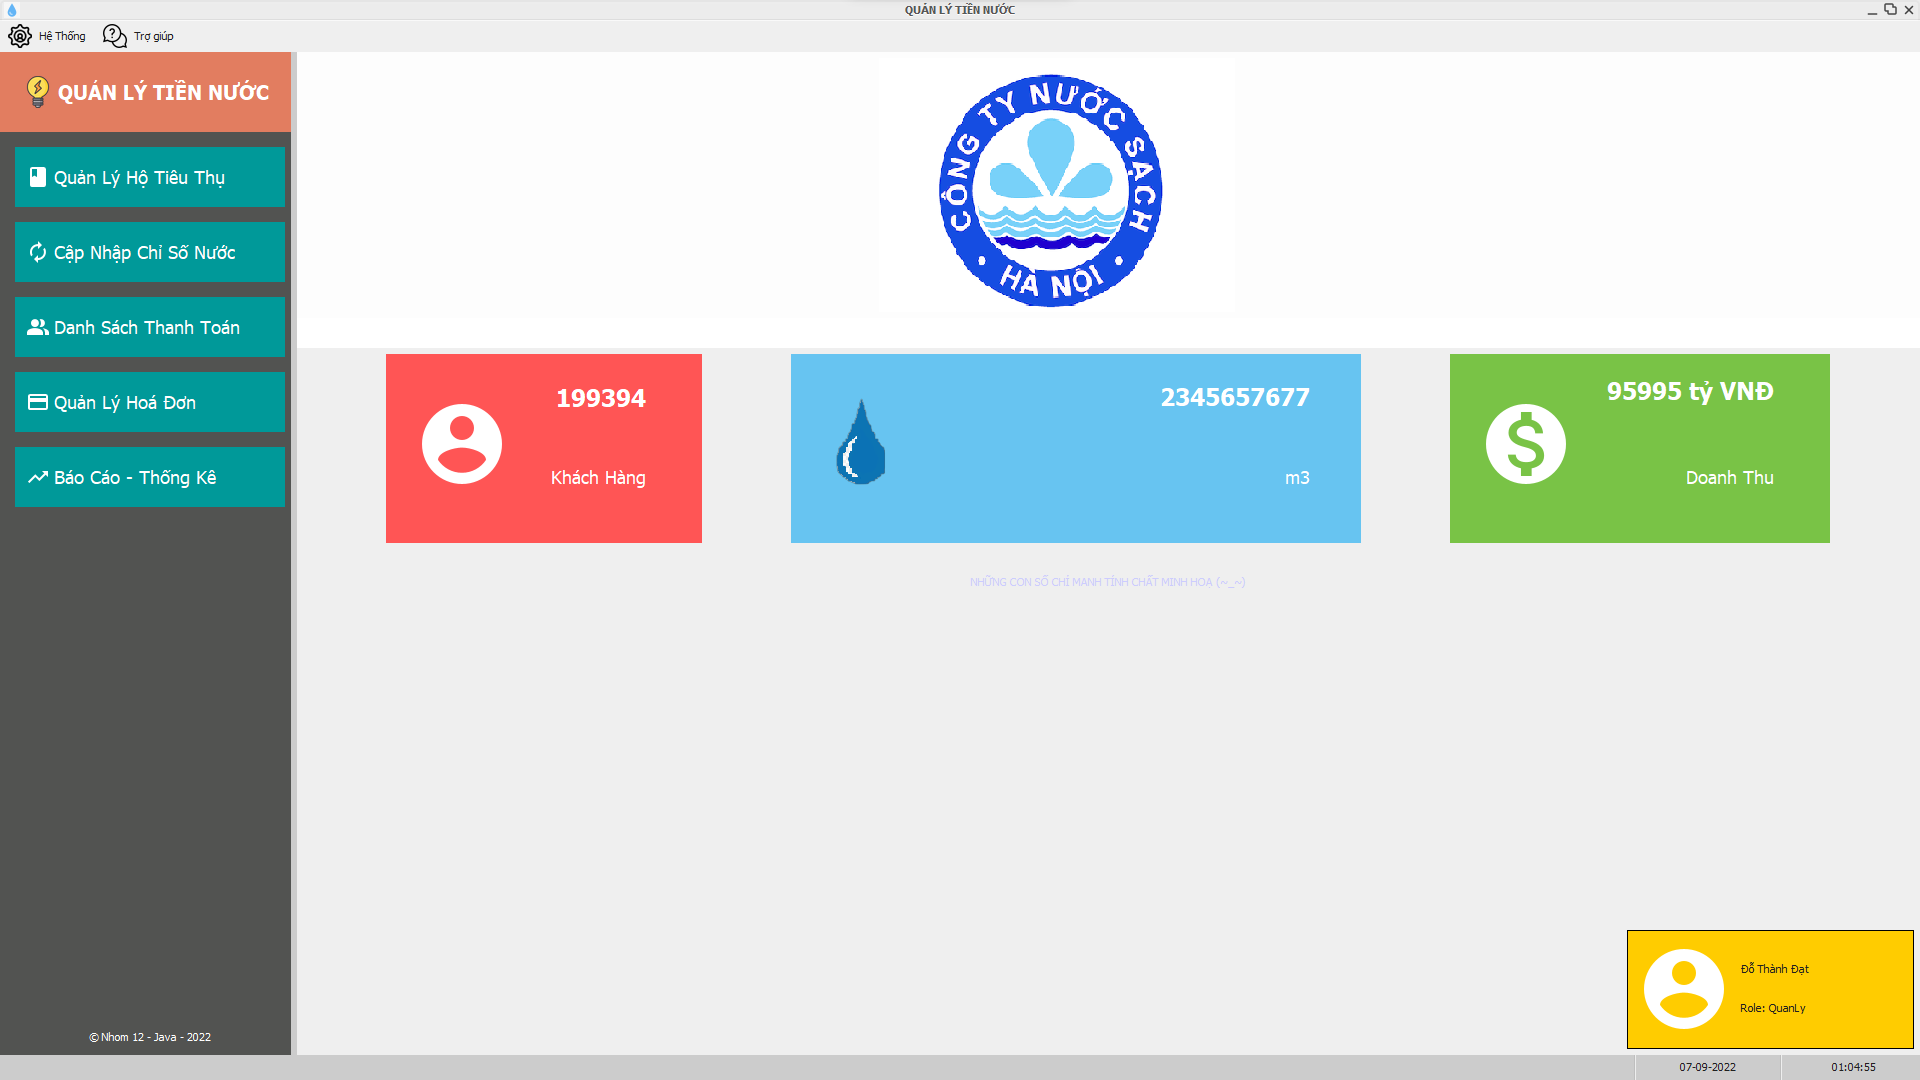 QUẢN LÝ TIỀN NƯỚC
Hệ Thống
Trợ giúp
QUẢN LÝ TIỀN NƯỚC
Quản Lý Hộ Tiêu Thụ
Cập Nhập Chỉ Số Nước
Danh Sách Thanh Toán
Quản Lý Hoá Đơn
Báo Cáo - Thống Kê
© Nhom 12 - Java - 2022
CÔNG TY NƯỚC SẠCH
• HÀ NỘI •
199394
Khách Hàng
2345657677
m3
95995 tỷ VNĐ
Doanh Thu
NHỮNG CON SỐ CHỈ MANH TÍNH CHẤT MINH HOẠ (~_~)
Đỗ Thành Đạt
Role: QuanLy
07-09-2022
01:04:55